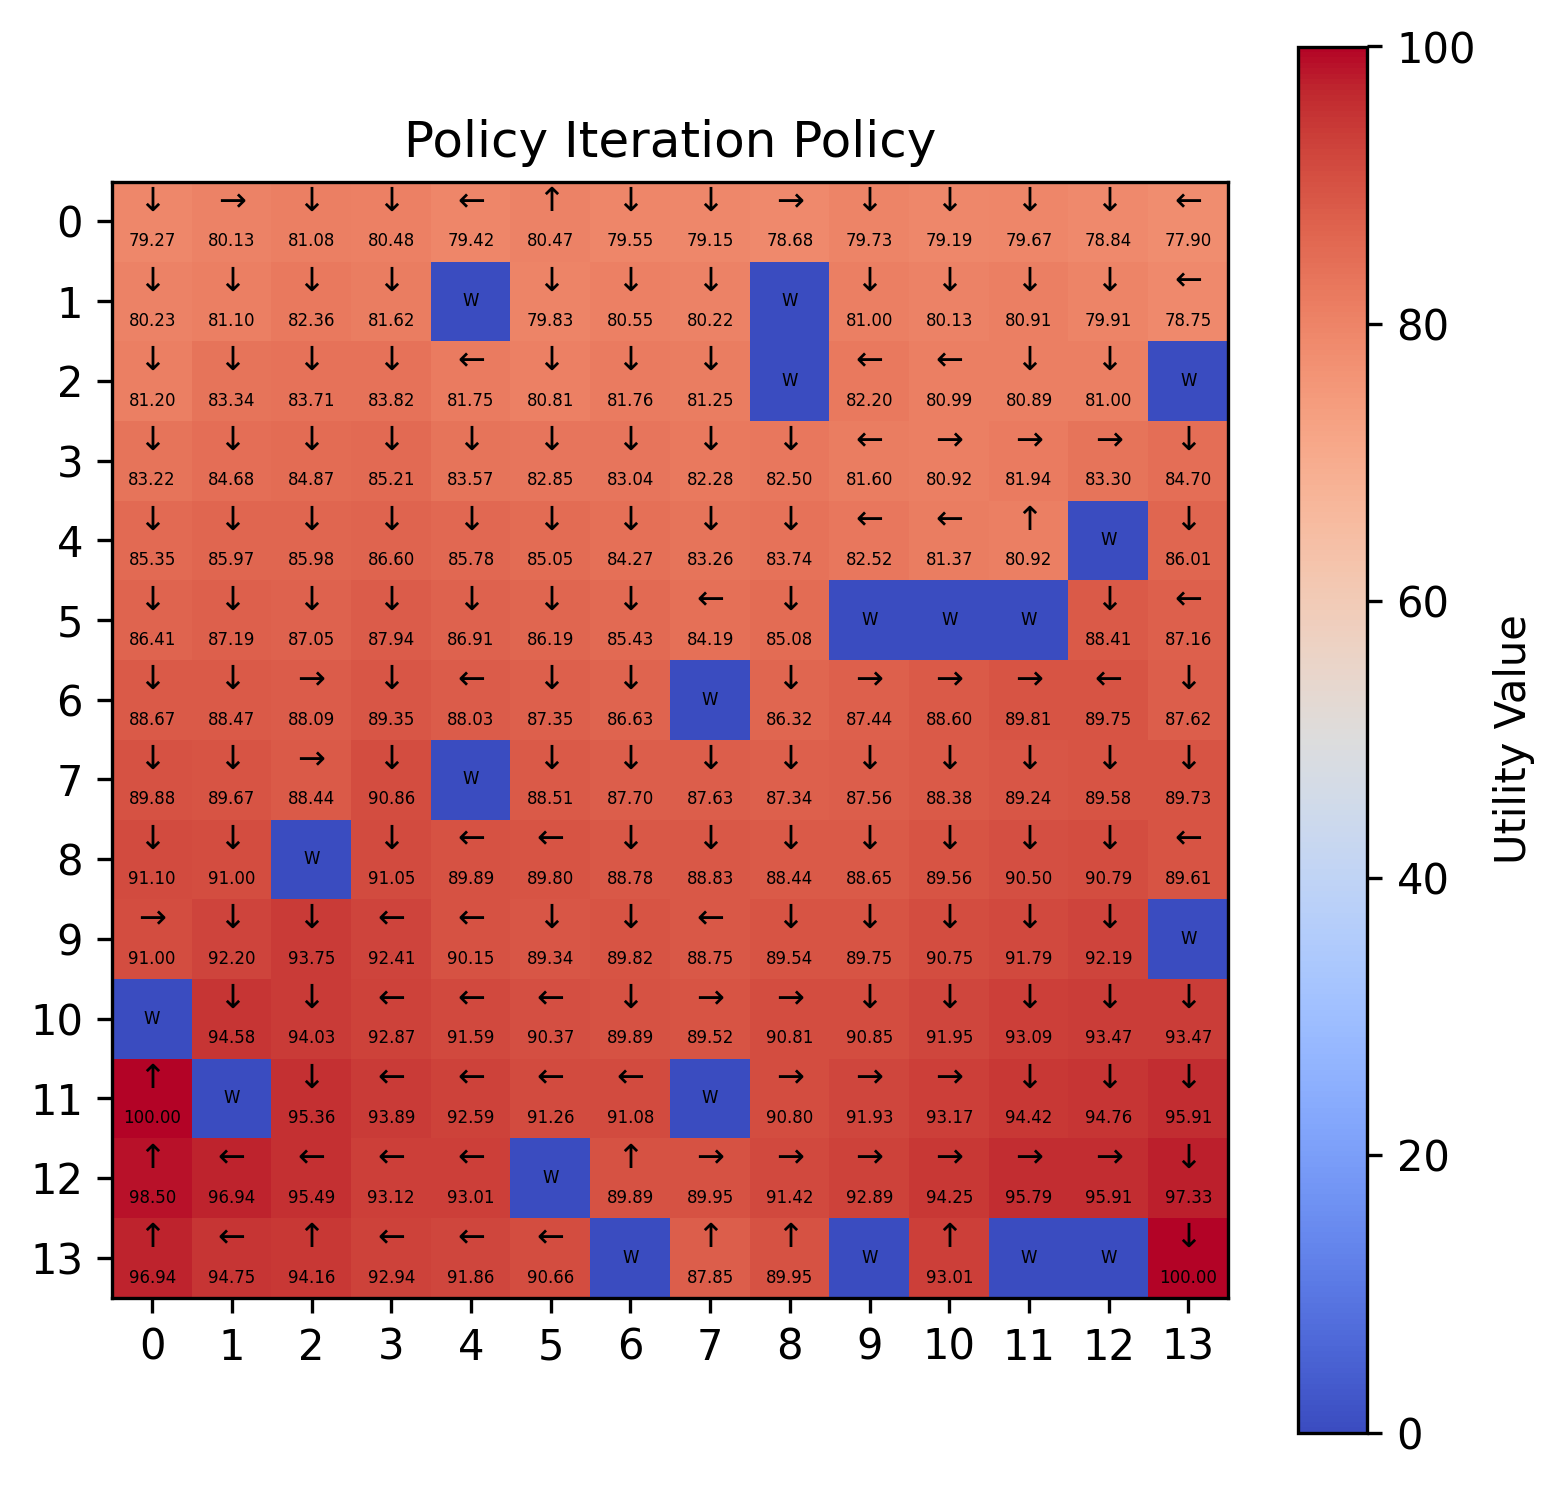 Policy Iteration Policy
↓ → ↓ ↓ ← ↑ ↓ ↓ → ↓ ↓ ↓ ↓ ←
0 79.27 80.13 81.08 80.48 79.42 80.47 79.55 79.15 78.68 79.73 79.19 79.67 78.84 77.90
↓ ↓ ↓ ↓ W ↓ ↓ ↓ W ↓ ↓ ↓ ↓ ←
1 80.23 81.10 82.36 81.62 79.83 80.55 80.22 81.00 80.13 80.91 79.91 78.75
↓ ↓ ↓ ↓ ← ↓ ↓ ↓ W ← ← ↓ ↓ W
2 81.20 83.34 83.71 83.82 81.75 80.81 81.76 81.25 82.20 80.99 80.89 81.00
↓ ↓ ↓ ↓ ↓ ↓ ↓ ↓ ↓ ← → → → ↓
3 83.22 84.68 84.87 85.21 83.57 82.85 83.04 82.28 82.50 81.60 80.92 81.94 83.30 84.70
↓ ↓ ↓ ↓ ↓ ↓ ↓ ↓ ↓ ← ← ↑ W ↓
4 85.35 85.97 85.98 86.60 85.78 85.05 84.27 83.26 83.74 82.52 81.37 80.92 86.01
↓ ↓ ↓ ↓ ↓ ↓ ↓ ← ↓ W W W ↓ ←
5 86.41 87.19 87.05 87.94 86.91 86.19 85.43 84.19 85.08 88.41 87.16
↓ ↓ → ↓ ← ↓ ↓ W ↓ → → → ← ↓
6 88.67 88.47 88.09 89.35 88.03 87.35 86.63 86.32 87.44 88.60 89.81 89.75 87.62
↓ ↓ → ↓ W ↓ ↓ ↓ ↓ ↓ ↓ ↓ ↓ ↓
7 89.88 89.67 88.44 90.86 88.51 87.70 87.63 87.34 87.56 88.38 89.24 89.58 89.73
↓ ↓ W ↓ ← ← ↓ ↓ ↓ ↓ ↓ ↓ ↓ ←
8 91.10 91.00 91.05 89.89 89.80 88.78 88.83 88.44 88.65 89.56 90.50 90.79 89.61
→ ↓ ↓ ← ← ↓ ↓ ← ↓ ↓ ↓ ↓ ↓ W
9 91.00 92.20 93.75 92.41 90.15 89.34 89.82 88.75 89.54 89.75 90.75 91.79 92.19
W ↓ ↓ ← ← ← ↓ → → ↓ ↓ ↓ ↓ ↓
10 94.58 94.03 92.87 91.59 90.37 89.89 89.52 90.81 90.85 91.95 93.09 93.47 93.47
↑ W ↓ ← ← ← ← W → → → ↓ ↓ ↓
11 100.00 95.36 93.89 92.59 91.26 91.08 90.80 91.93 93.17 94.42 94.76 95.91
↑ ← ← ← ← W ↑ → → → → → → ↓
12 98.50 96.94 95.49 93.12 93.01 89.89 89.95 91.42 92.89 94.25 95.79 95.91 97.33
↑ ← ↑ ← ← ← W ↑ ↑ W ↑ W W ↓
13 96.94 94.75 94.16 92.94 91.86 90.66 87.85 89.95 93.01 100.00
0 1 2 3 4 5 6 7 8 9 10 11 12 13
100
80
60
40
20
0
Utility Value